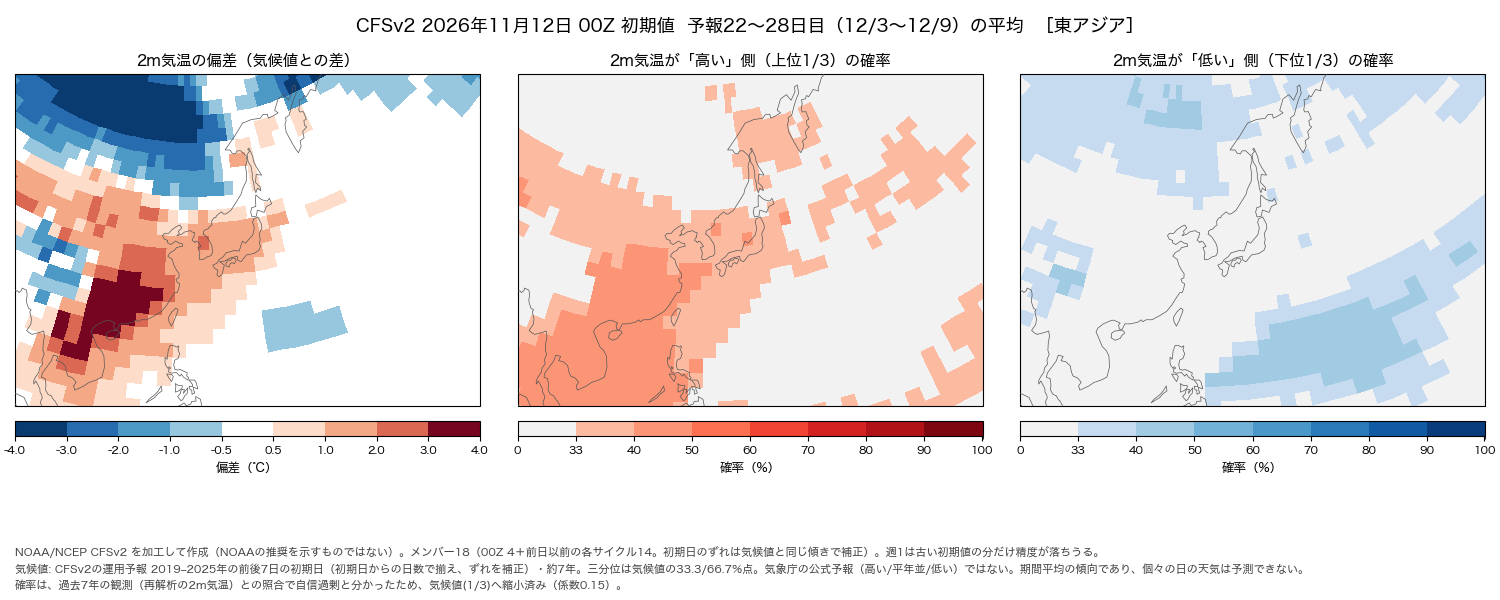 CFSv2 2026年11月12日 00Z 初期値 予報22〜28日目（12/3〜12/9）の平均 ［東アジア］
2m気温の偏差（気候値との差）
2m気温が「高い」側（上位1/3）の確率
2m気温が「低い」側（下位1/3）の確率
-4.0 -3.0 -2.0 -1.0 -0.5 0.5 1.0 2.0 3.0 4.0
0 33 40 50 60 70 80 90 100
0 33 40 50 60 70 80 90 100
偏差（℃）
確率（%）
確率（%）
NOAA/NCEP CFSv2 を加工して作成（NOAAの推奨を示すものではない）。メンバー18（00Z 4＋前日以前の各サイクル14。初期日のずれは気候値と同じ傾きで補正）。週1は古い初期値の分だけ精度が落ちうる。
気候値: CFSv2の運用予報 2019–2025年の前後7日の初期日（初期日からの日数で揃え、ずれを補正）・約7年。三分位は気候値の33.3/66.7%点。気象庁の公式予報（高い/平年並/低い）ではない。期間平均の傾向であり、個々の日の天気は予測できない。
確率は、過去7年の観測（再解析の2m気温）との照合で自信過剰と分かったため、気候値(1/3)へ縮小済み（係数0.15）。